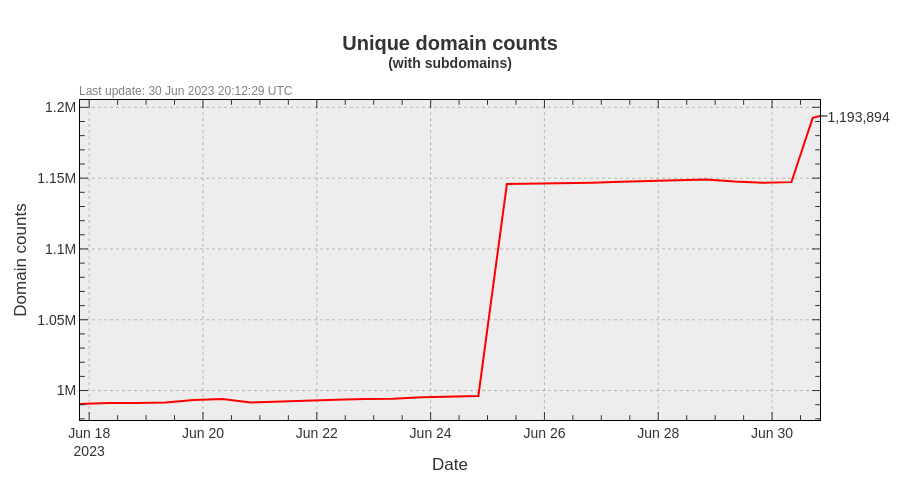 Unique domain counts
(with subdomains)
Last update: 30 Jun 2023 20:12:29 UTC
1.2M
1,193,894
1.15M
1.1M
1.05M
1M
Domain counts
Jun 18 Jun 20 Jun 22 Jun 24 Jun 26 Jun 28 Jun 30
2023
Date